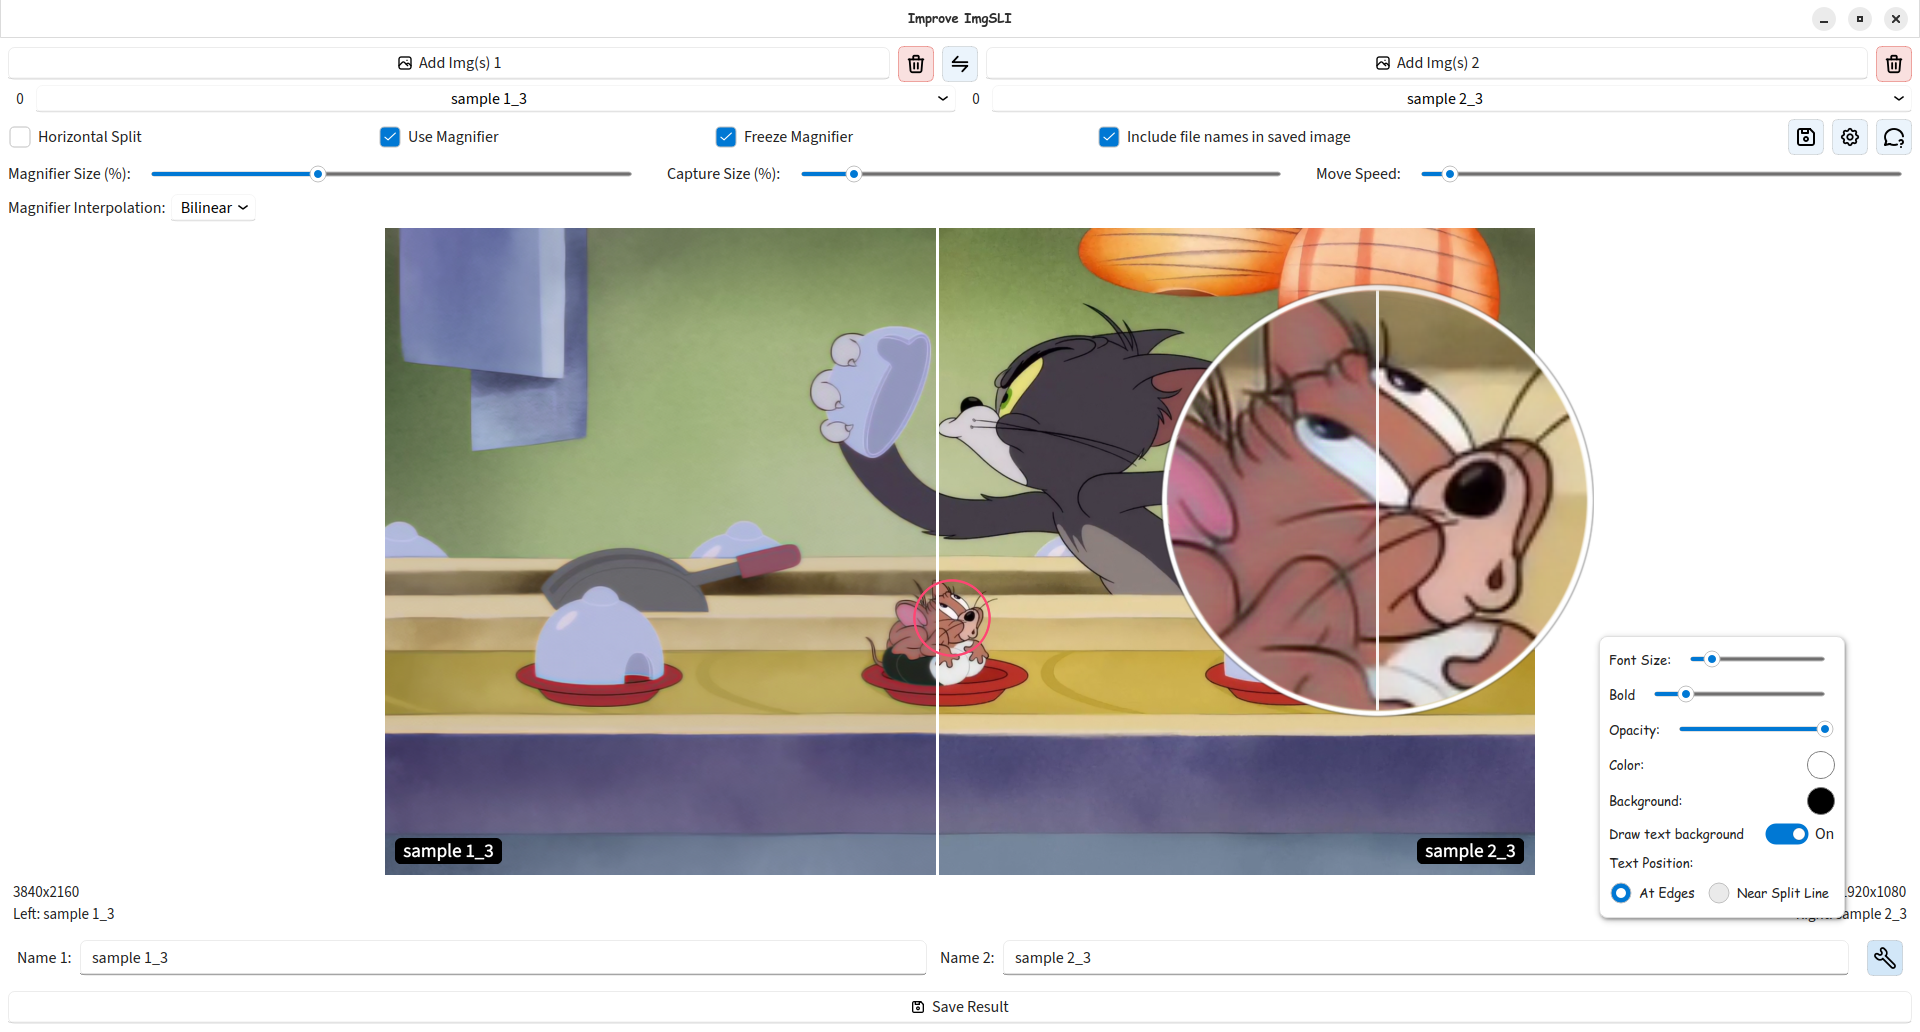 Improve ImgSLI
Add Img(s) 1
Add Img(s) 2
0
sample 1_3
0
sample 2_3
Horizontal Split
Use Magnifier
Freeze Magnifier
Include file names in saved image
Magnifier Size (%):
Capture Size (%):
Move Speed:
Magnifier Interpolation:
Bilinear
sample 1_3
sample 2_3
Font Size:
Bold
Opacity:
Color:
Background:
Draw text background
On
Text Position:
At Edges
Near Split Line
3840x2160
920x1080
Left: sample 1_3
sample 2_3
Name 1:
sample 1_3
Name 2:
sample 2_3
Save Result